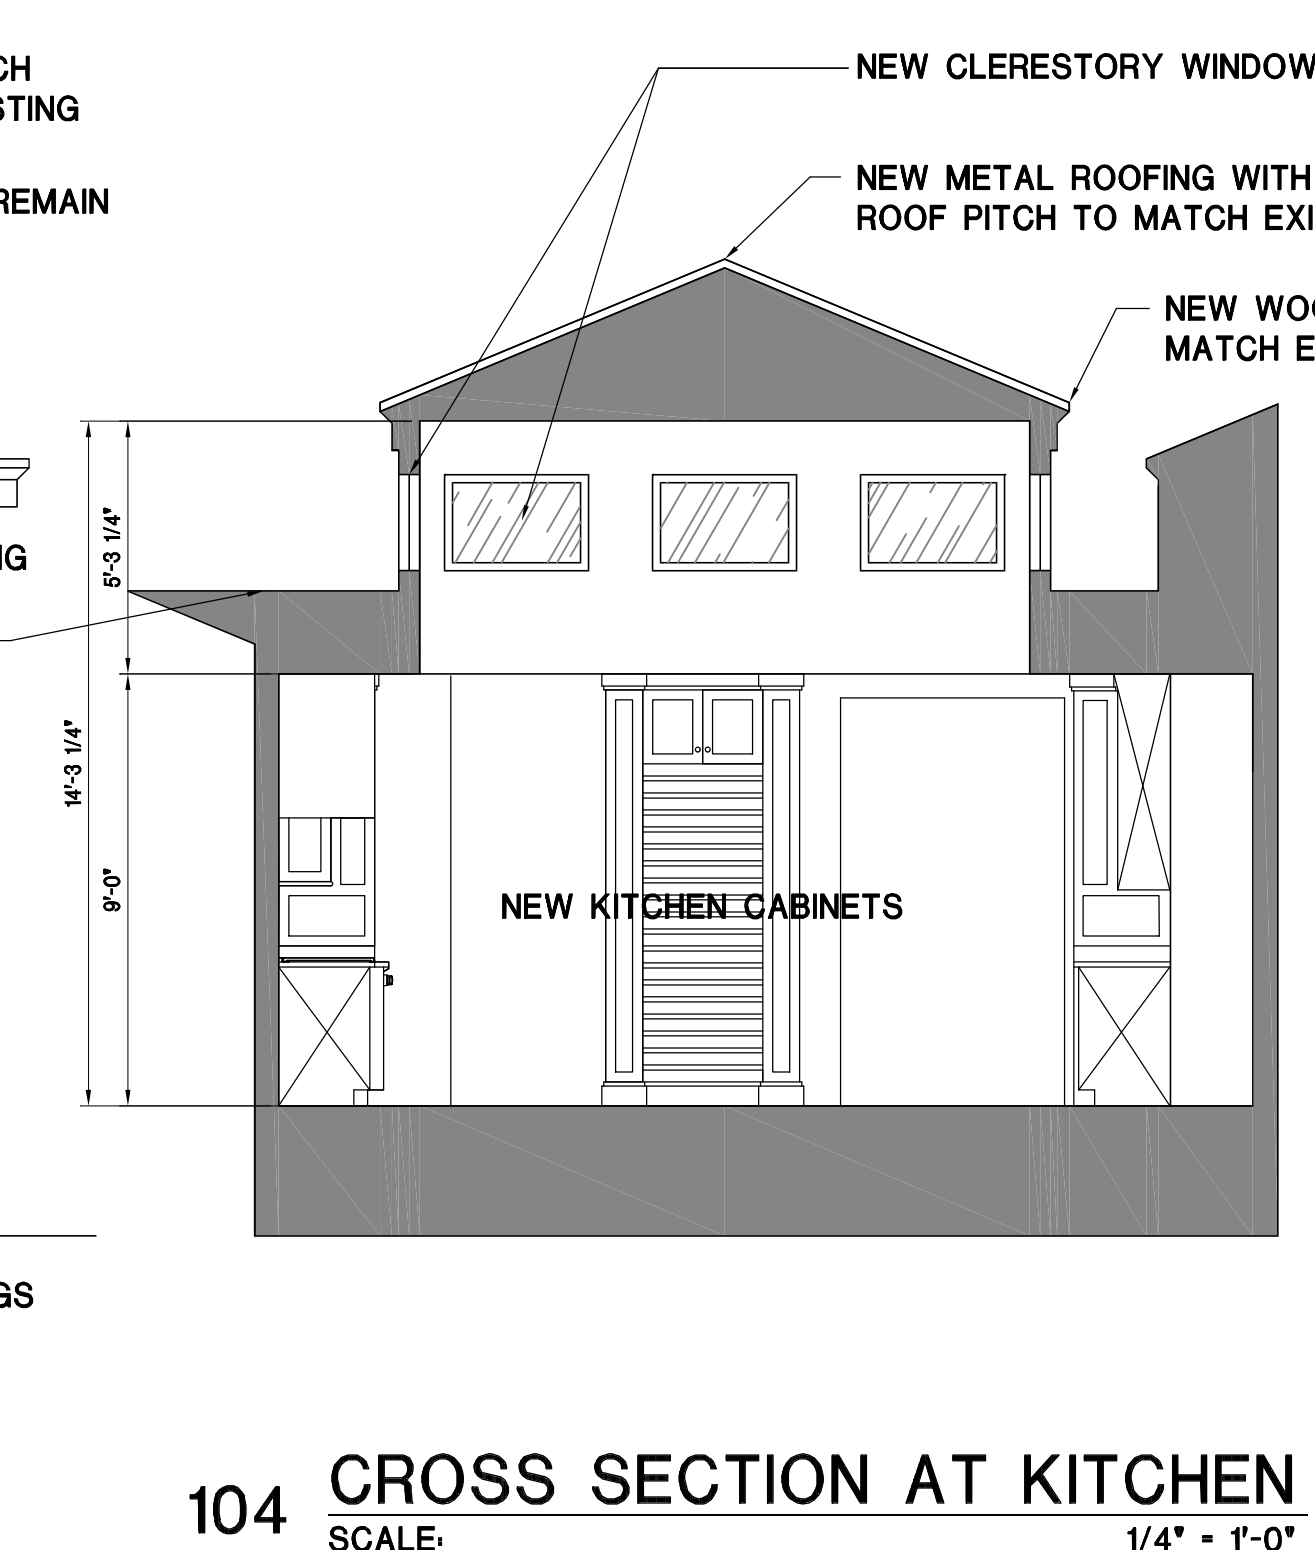 CH
STING
REMAIN
NEW CLERESTORY WINDOW
NEW METAL ROOFING WITH
ROOF PITCH TO MATCH EXI
NEW WOO
MATCH E
NG
5'-3 1/4"
14'-3 1/4"
9'-0"
NEW KITCHEN CABINETS
GS
104
CROSS SECTION AT KITCHEN
SCALE:
1/4" = 1'-0"